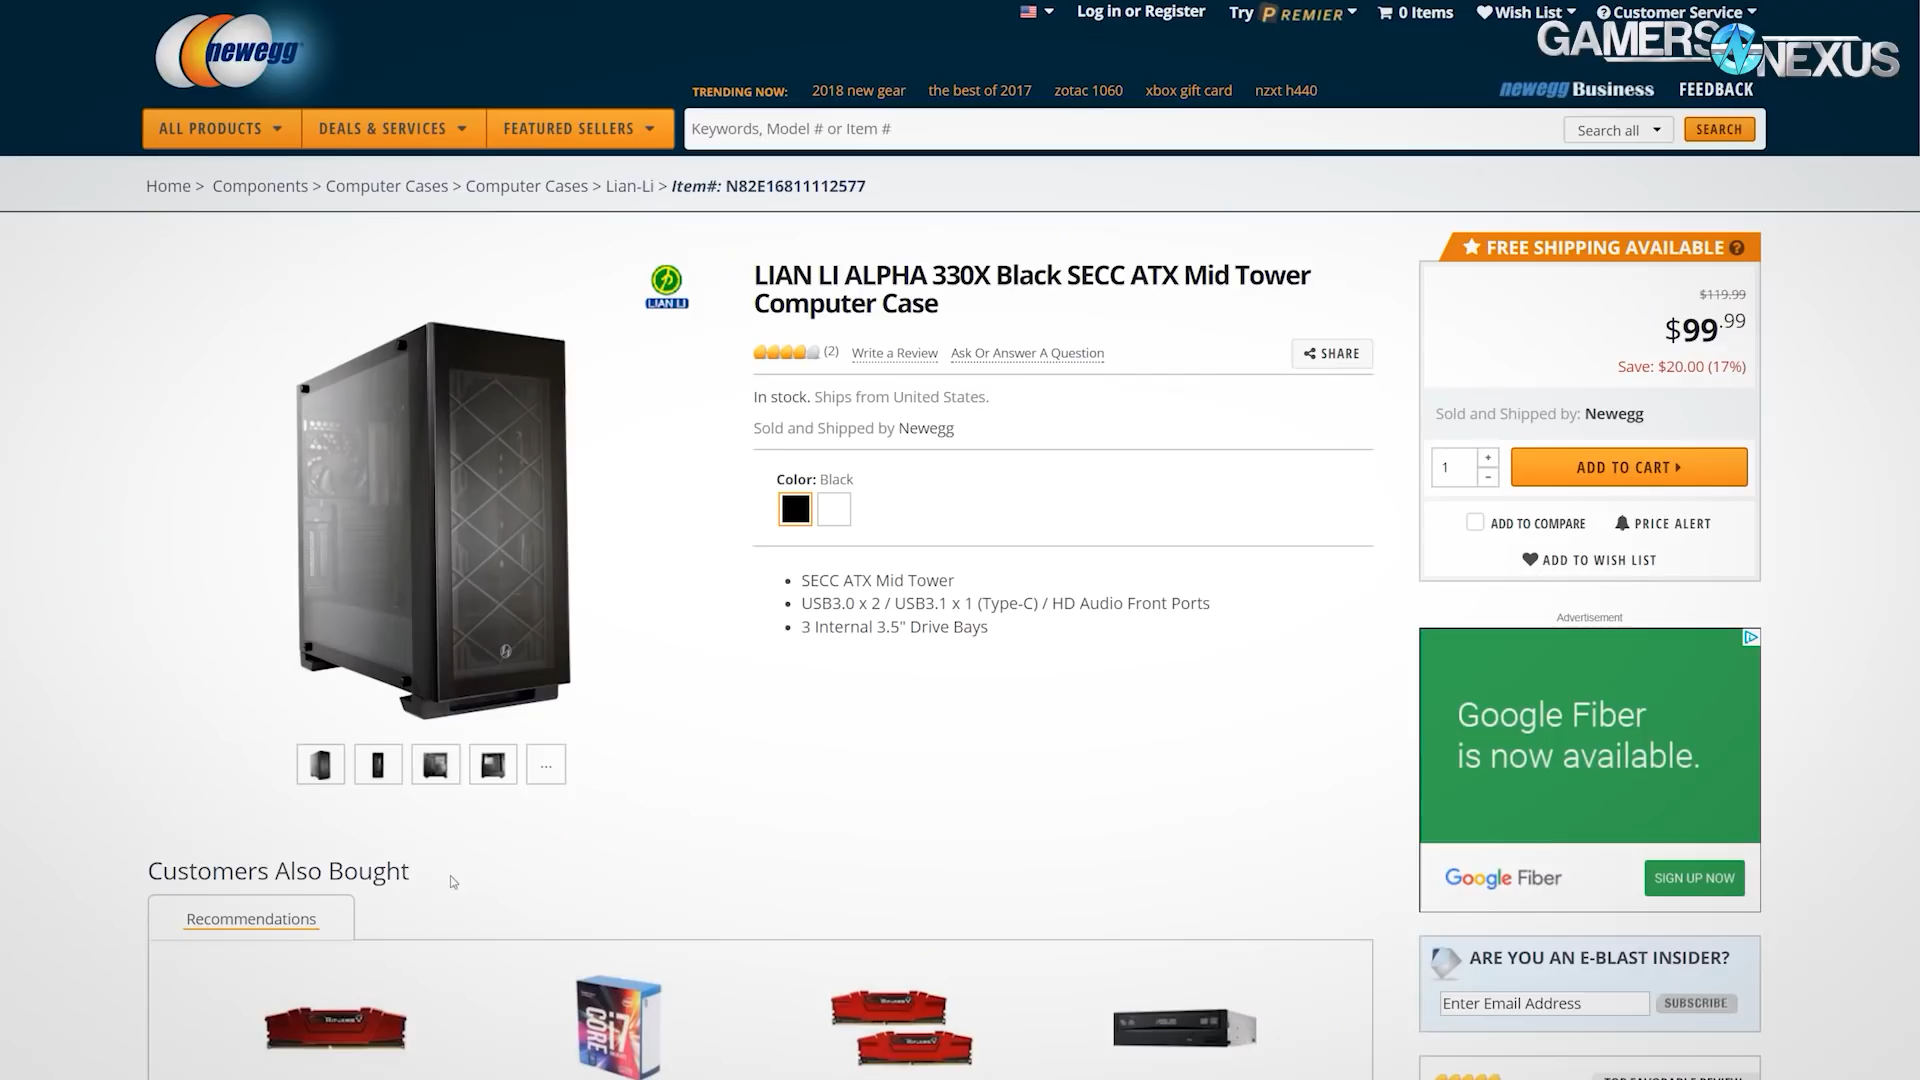 Log in or Register
Try PREMIER
0 Items
Wish List
Customer Service
GAMERS NEXUS
newegg
TRENDING NOW: 2018 new gear the best of 2017 zotac 1060 xbox gift card nzxt h440
newegg Business FEEDBACK
ALL PRODUCTS
DEALS & SERVICES
FEATURED SELLERS
Keywords, Model # or Item #
Search all
SEARCH
Home > Components > Computer Cases > Computer Cases > Lian-Li > Item#: N82E16811112577
LIAN LI
LIAN LI ALPHA 330X Black SECC ATX Mid Tower
Computer Case
(2) Write a Review Ask Or Answer A Question
SHARE
In stock. Ships from United States.
Sold and Shipped by Newegg
Color: Black
• SECC ATX Mid Tower
• USB3.0 x 2 / USB3.1 x 1 (Type-C) / HD Audio Front Ports
• 3 Internal 3.5" Drive Bays
...
FREE SHIPPING AVAILABLE ?
$119.99
$99.99
Save: $20.00 (17%)
Sold and Shipped by: Newegg
1
+
-
ADD TO CART
ADD TO COMPARE
PRICE ALERT
ADD TO WISH LIST
Advertisement
Google Fiber
is now available.
Google Fiber
SIGN UP NOW
Customers Also Bought
Recommendations
CORE i7
ASUS
ARE YOU AN E-BLAST INSIDER?
Enter Email Address
SUBSCRIBE